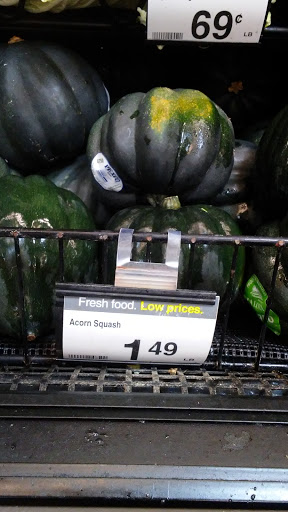 69¢
LB
Fresh food. Low prices.
Acorn Squash
1 49
LB